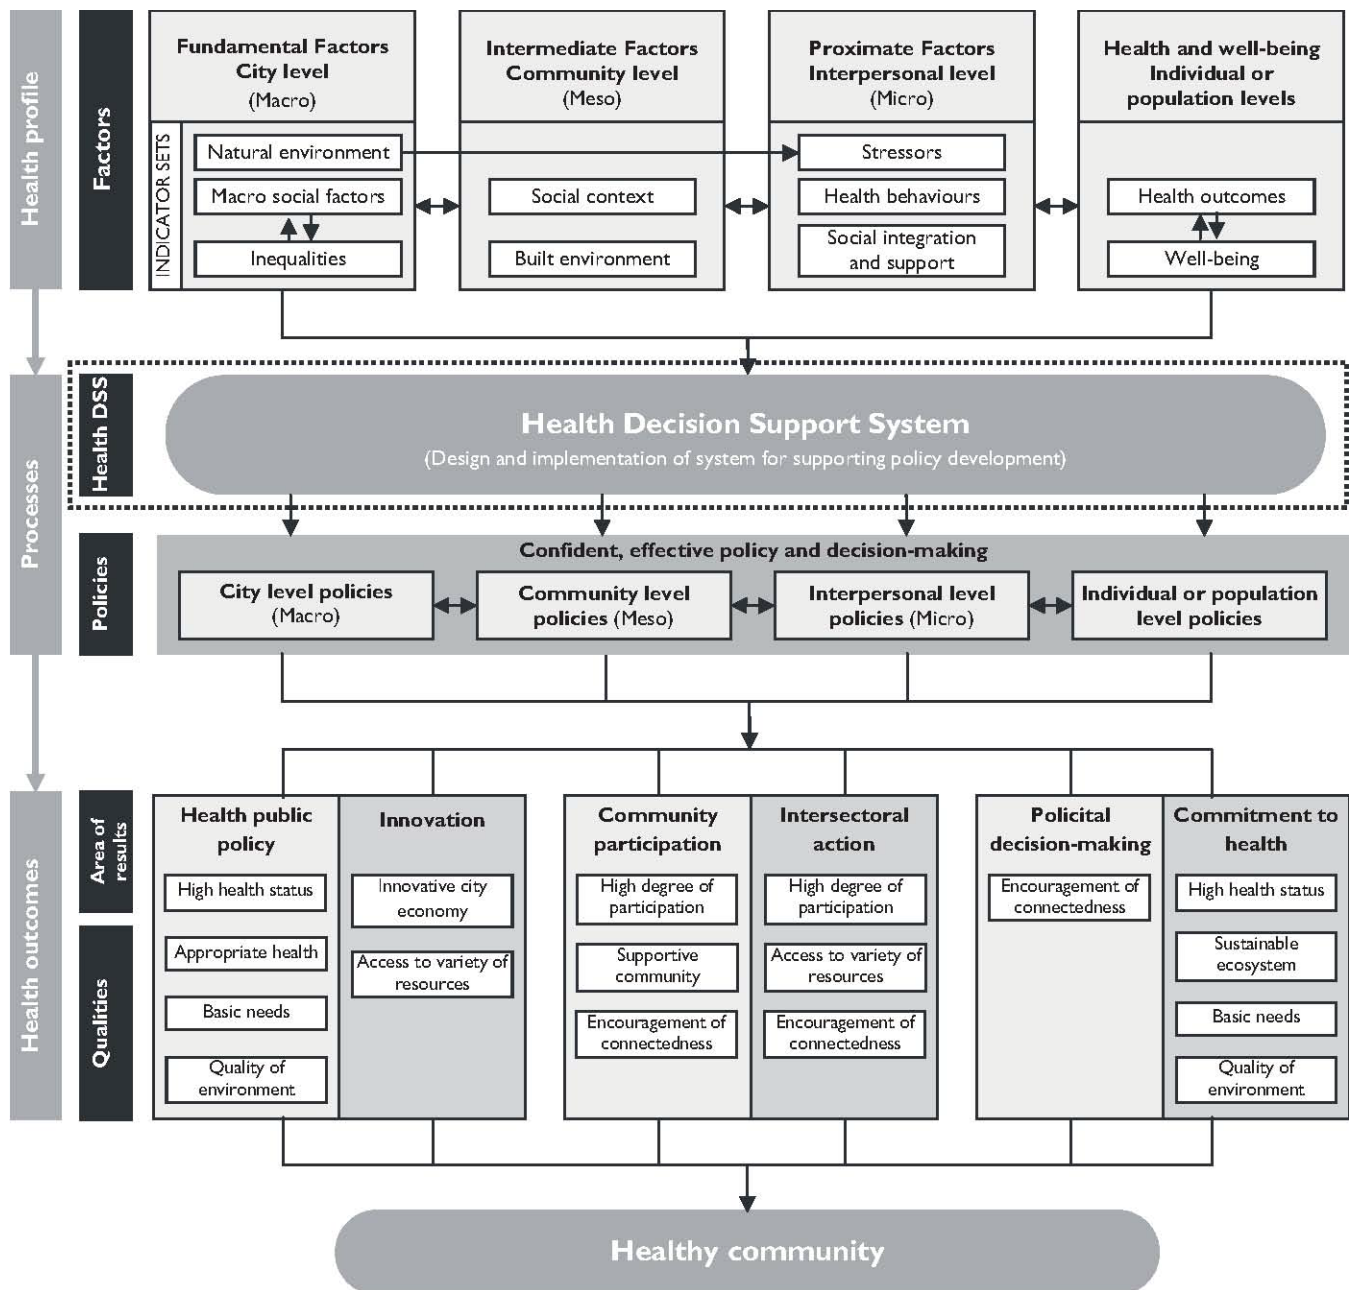 Health profile
Factors
Fundamental Factors
City level
(Macro)
Intermediate Factors
Community level
(Meso)
Proximate Factors
Interpersonal level
(Micro)
Health and well-being
Individual or
population levels
INDICATOR SETS
Natural environment
Macro social factors
Inequalities
Social context
Built environment
Stressors
Health behaviours
Social integration
and support
Health outcomes
Well-being
Processes
Health DSS
Health Decision Support System
(Design and implementation of system for supporting policy development)
Policies
Confident, effective policy and decision-making
City level policies
(Macro)
Community level
policies (Meso)
Interpersonal level
policies (Micro)
Individual or population
level policies
Health outcomes
Area of
results
Qualities
Health public
policy
High health status
Appropriate health
Basic needs
Quality of
environment
Innovation
Innovative city
economy
Access to variety of
resources
Community
participation
High degree of
participation
Supportive
community
Encouragement of
connectedness
Intersectoral
action
High degree of
participation
Access to variety of
resources
Encouragement of
connectedness
Policital
decision-making
Encouragement of
connectedness
Commitment to
health
High health status
Sustainable
ecosystem
Basic needs
Quality of
environment
Healthy community